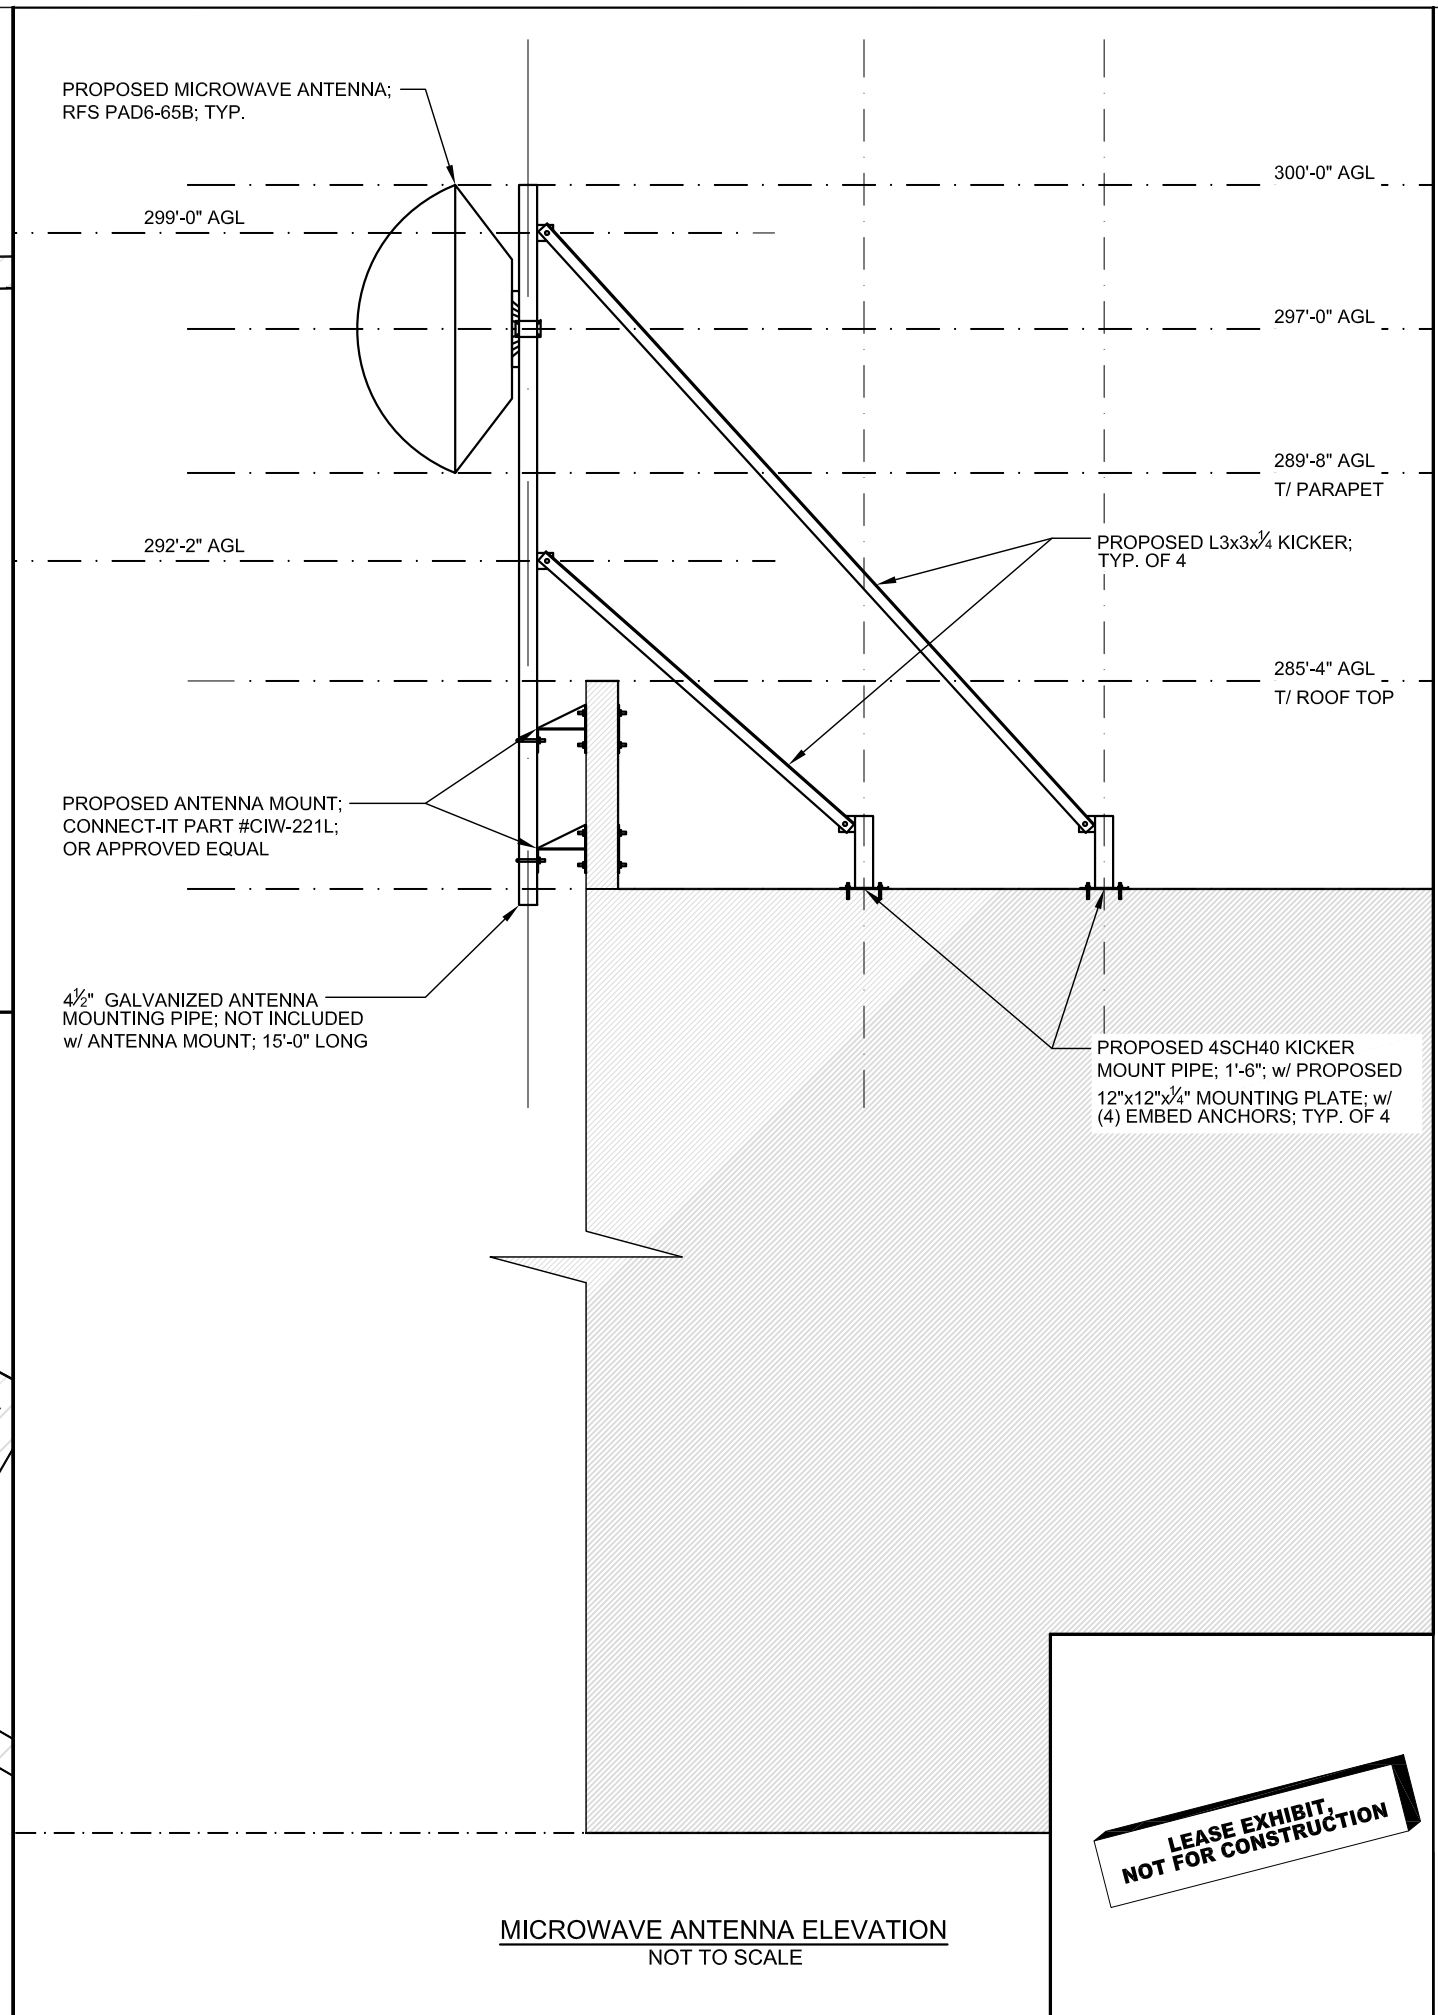 PROPOSED MICROWAVE ANTENNA;
RFS PAD6-65B; TYP.
300'-0" AGL
299'-0" AGL
297'-0" AGL
289'-8" AGL
T/ PARAPET
292'-2" AGL
PROPOSED L3x3x¼ KICKER;
TYP. OF 4
285'-4" AGL
T/ ROOF TOP
PROPOSED ANTENNA MOUNT;
CONNECT-IT PART #CIW-221L;
OR APPROVED EQUAL
4½" GALVANIZED ANTENNA
MOUNTING PIPE; NOT INCLUDED
w/ ANTENNA MOUNT; 15'-0" LONG
PROPOSED 4SCH40 KICKER
MOUNT PIPE; 1'-6"; w/ PROPOSED
12"x12"x¼" MOUNTING PLATE; w/
(4) EMBED ANCHORS; TYP. OF 4
LEASE EXHIBIT,
NOT FOR CONSTRUCTION
MICROWAVE ANTENNA ELEVATION
NOT TO SCALE